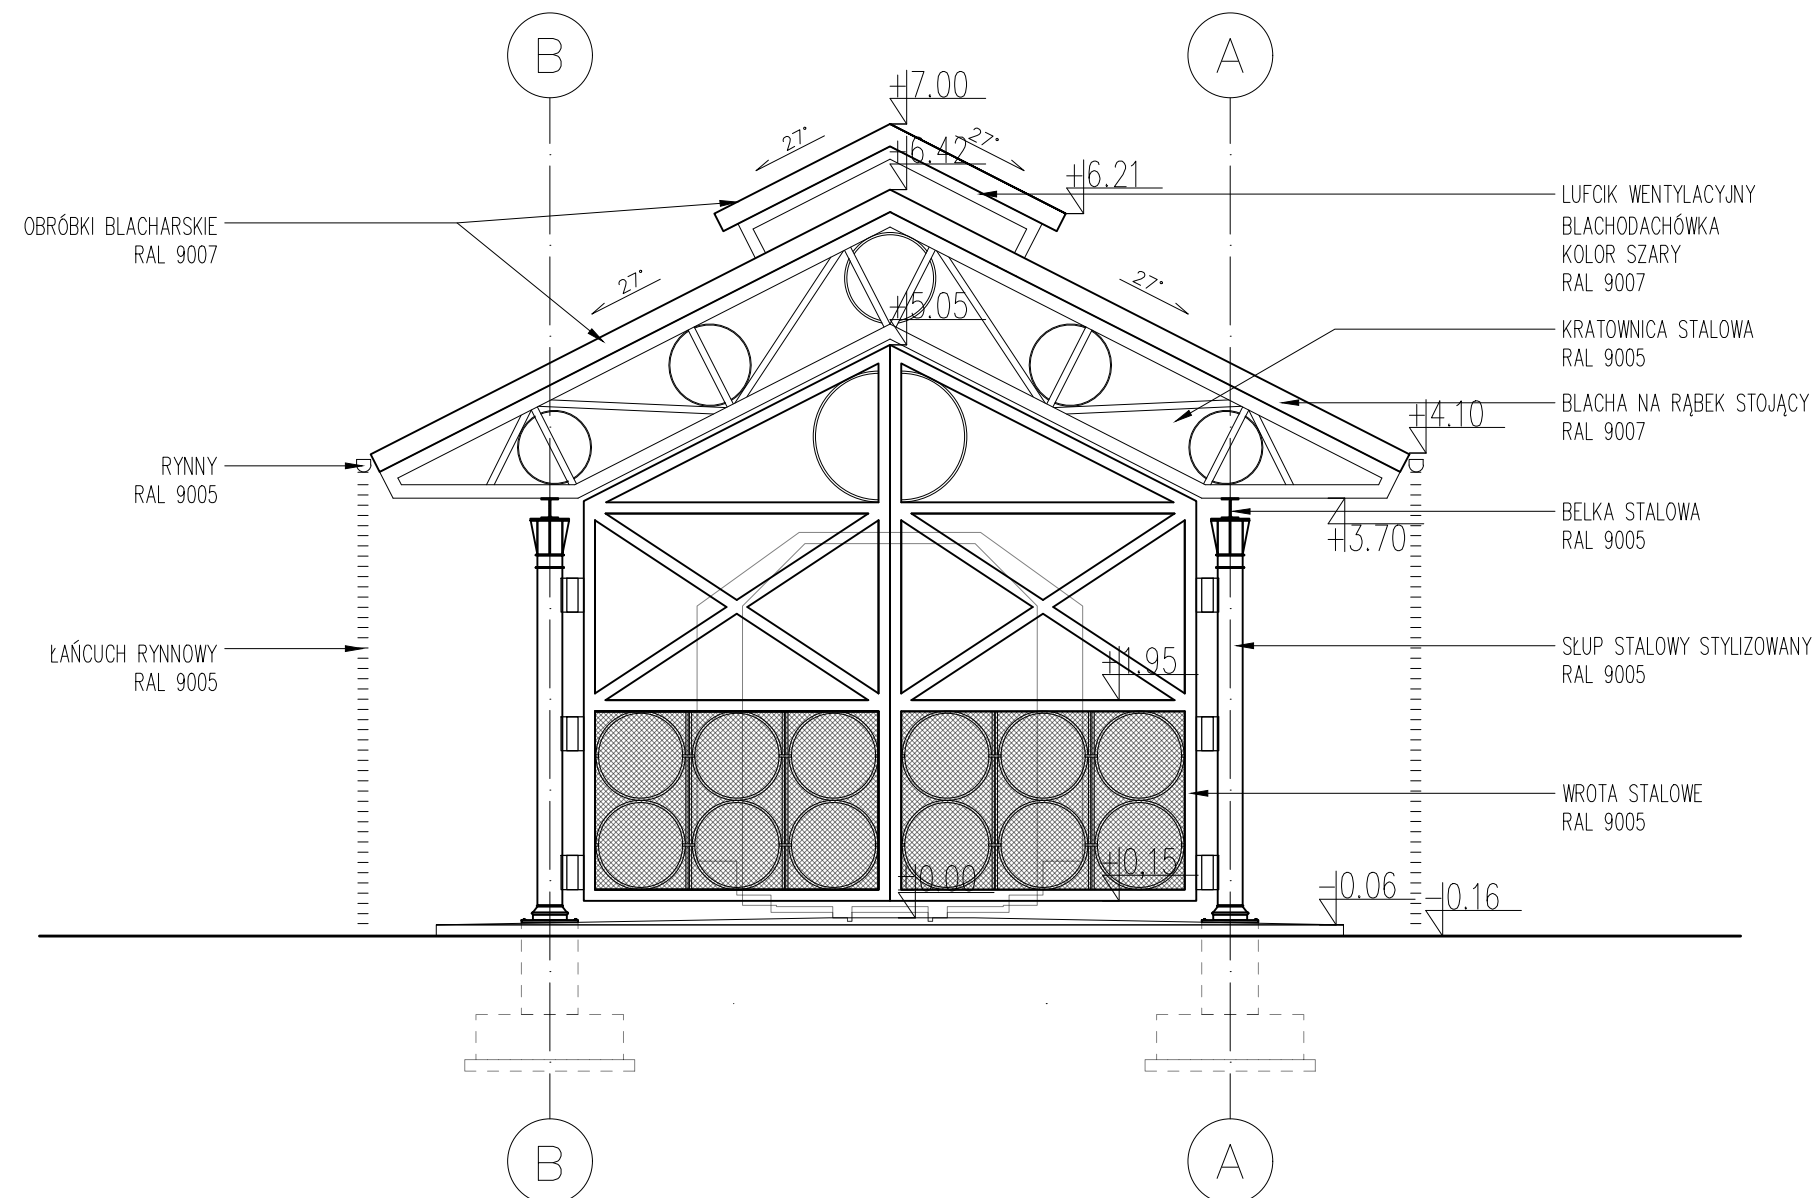 B
A
+7.00
27°
27°
+6.42
+6.21
LUFCIK WENTYLACYJNY
BLACHODACHÓWKA
KOLOR SZARY
RAL 9007
OBRÓBKI BLACHARSKIE
RAL 9007
27°
27°
+5.05
KRATOWNICA STALOWA
RAL 9005
BLACHA NA RĄBEK STOJĄCY
RAL 9007
+4.10
RYNNY
RAL 9005
BELKA STALOWA
RAL 9005
+3.70
ŁAŃCUCH RYNNOWY
RAL 9005
+1.95
SŁUP STALOWY STYLIZOWANY
RAL 9005
WROTA STALOWE
RAL 9005
+0,15
+0.00
-0.06
-0.16
B
A